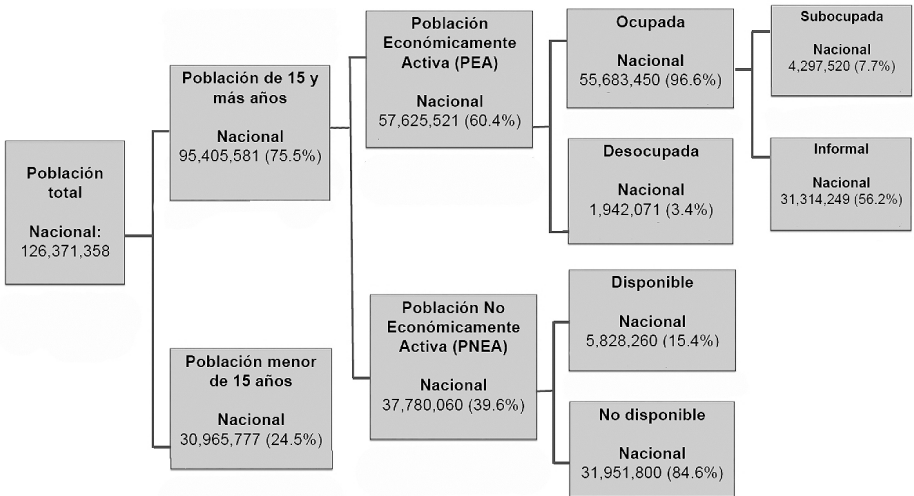 Población
total
Nacional:
126,371,358
Población de 15 y
más años
Nacional
95,405,581 (75.5%)
Población menor
de 15 años
Nacional
30,965,777 (24.5%)
Población
Económicamente
Activa (PEA)
Nacional
57,625,521 (60.4%)
Población No
Económicamente
Activa (PNEA)
Nacional
37,780,060 (39.6%)
Ocupada
Nacional
55,683,450 (96.6%)
Desocupada
Nacional
1,942,071 (3.4%)
Disponible
Nacional
5,828,260 (15.4%)
No disponible
Nacional
31,951,800 (84.6%)
Subocupada
Nacional
4,297,520 (7.7%)
Informal
Nacional
31,314,249 (56.2%)